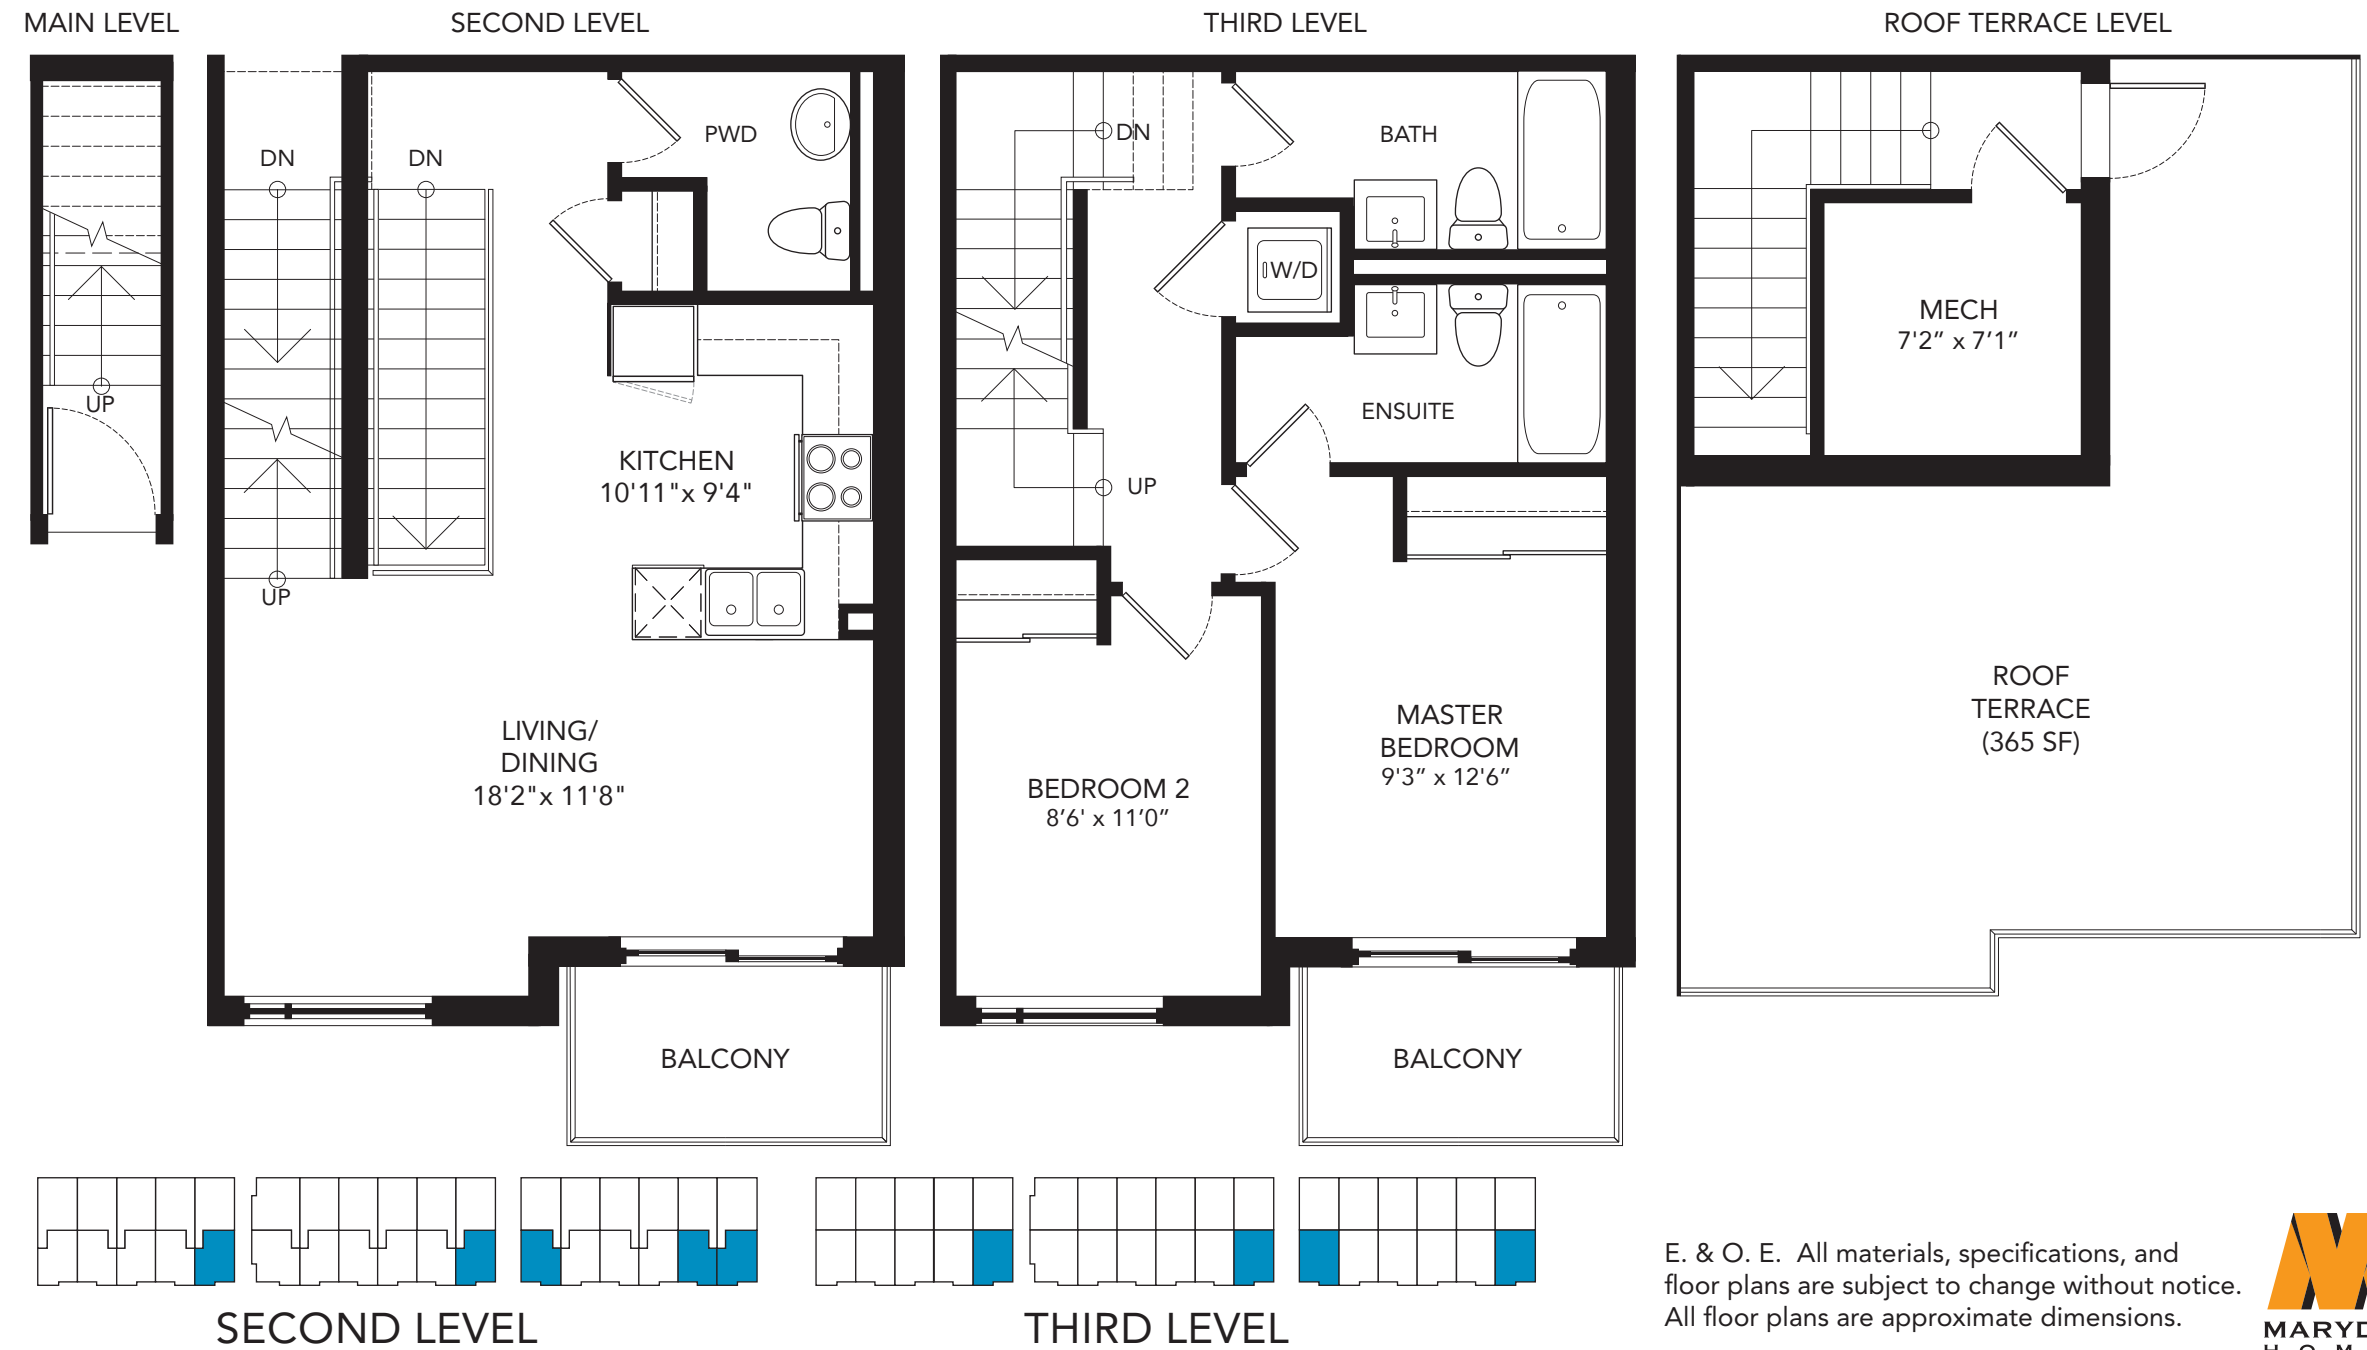 MAIN LEVEL
SECOND LEVEL
THIRD LEVEL
ROOF TERRACE LEVEL
UP
DN
DN
UP
PWD
KITCHEN
10'11"x 9'4"
LIVING/
DINING
18'2"x 11'8"
BALCONY
DN
BATH
W/D
ENSUITE
UP
MASTER
BEDROOM
9'3” x 12'6”
BEDROOM 2
8’6' x 11’0”
BALCONY
MECH
7'2” x 7’1”
ROOF
TERRACE
(365 SF)
SECOND LEVEL
THIRD LEVEL
E. & O. E. All materials, specifications, and
floor plans are subject to change without notice.
All floor plans are approximate dimensions.